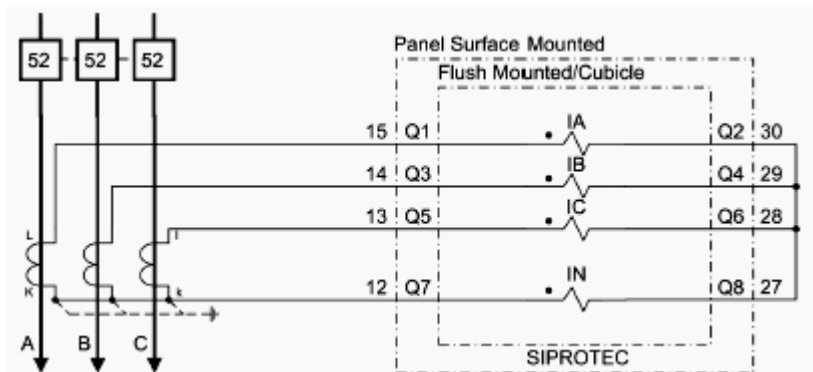 52 52 52
Panel Surface Mounted
Flush Mounted/Cubicle
15 Q1 IA Q2 30
14 Q3 IB Q4 29
13 Q5 IC Q6 28
L l
K k
12 Q7 IN Q8 27
A B C
SIPROTEC